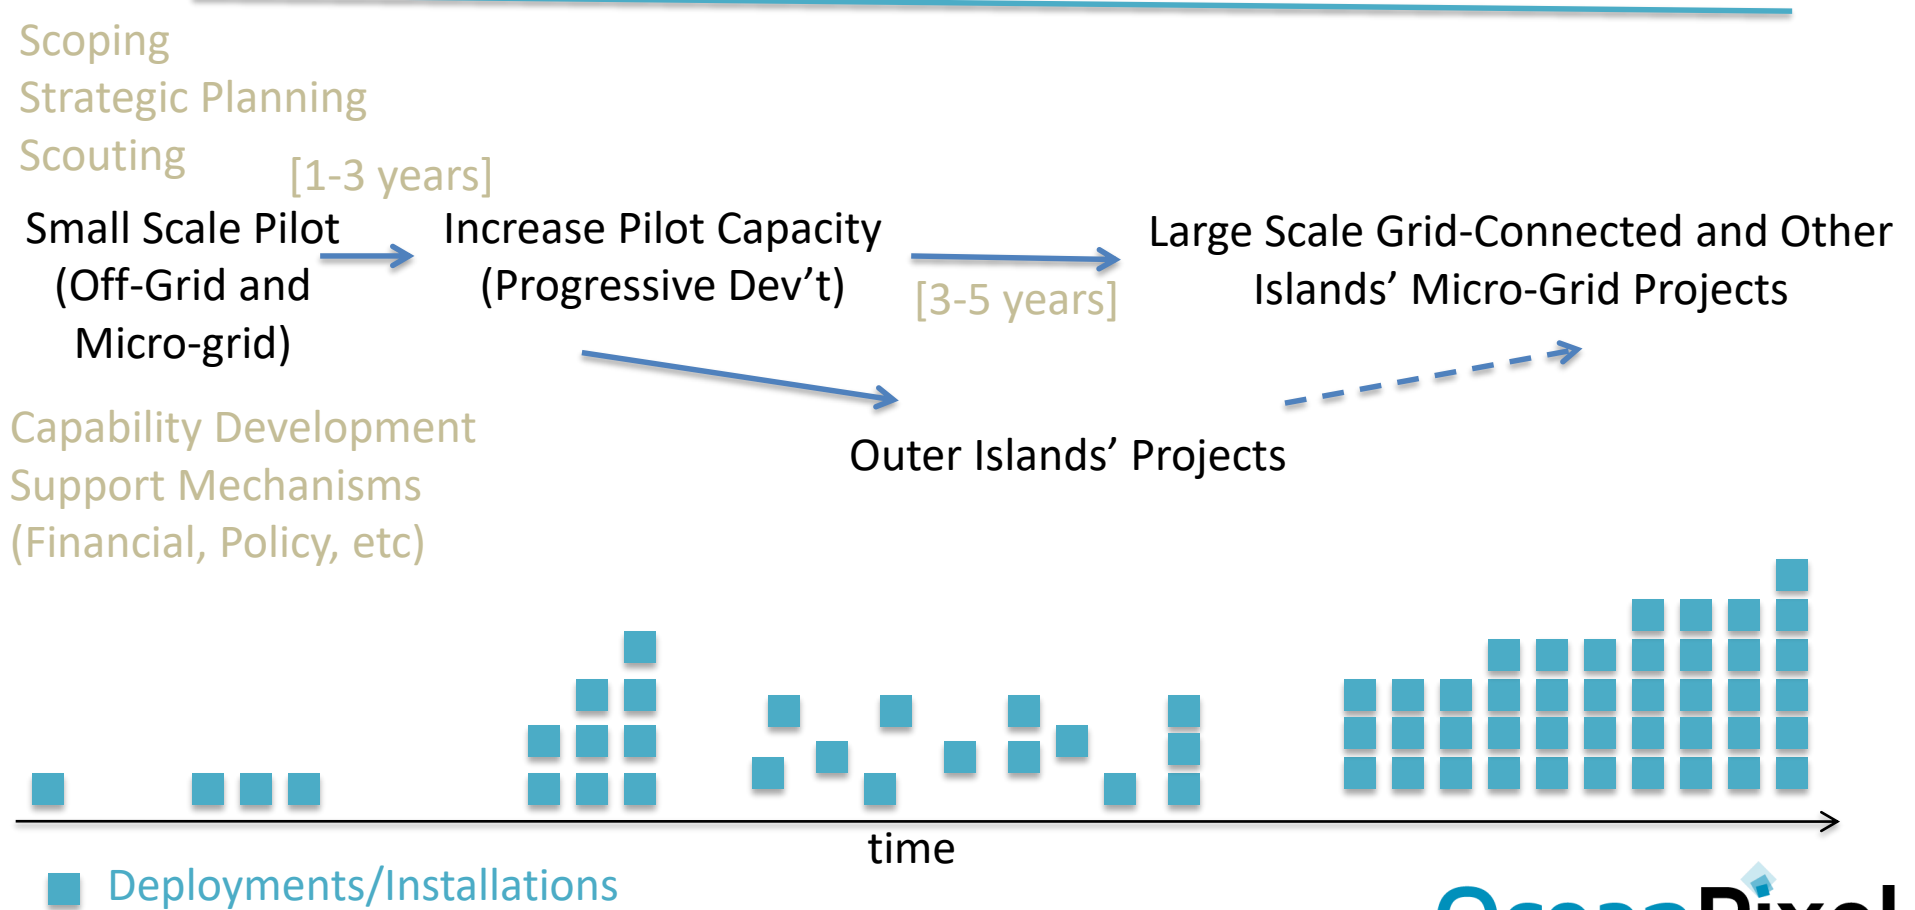 Scoping
Strategic Planning
Scouting
[1-3 years]
Small Scale Pilot
(Off-Grid and
Micro-grid)
Increase Pilot Capacity
(Progressive Dev’t)
[3-5 years]
Large Scale Grid-Connected and Other
Islands’ Micro-Grid Projects
Outer Islands’ Projects
Capability Development
Support Mechanisms
(Financial, Policy, etc)
time
Deployments/Installations
OceanPixel